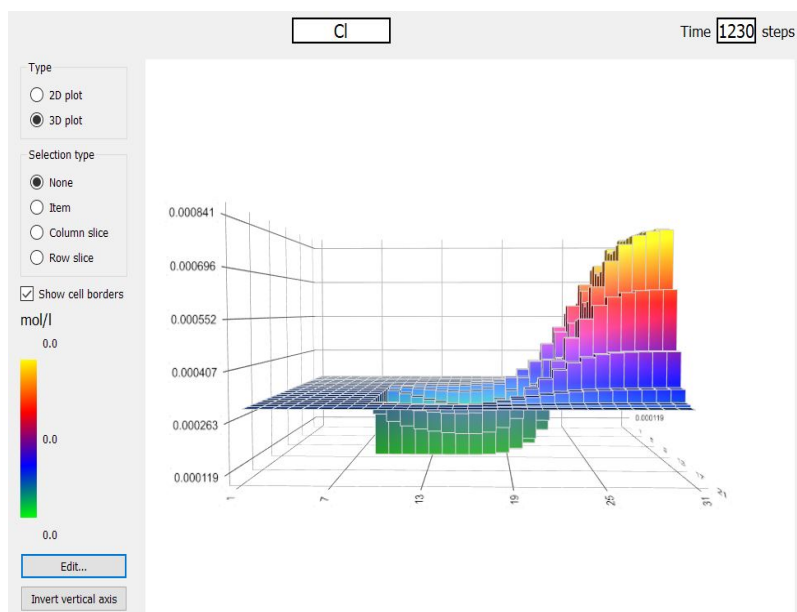 Cl
Time 1230 steps
Type
2D plot
3D plot
Selection type
None
Item
Column slice
Row slice
Show cell borders
mol/l
0.0
0.0
0.0
Edit...
Invert vertical axis
0.000841
0.000696
0.000552
0.000407
0.000263
0.000119
0.000119
1
7
13
19
25
31